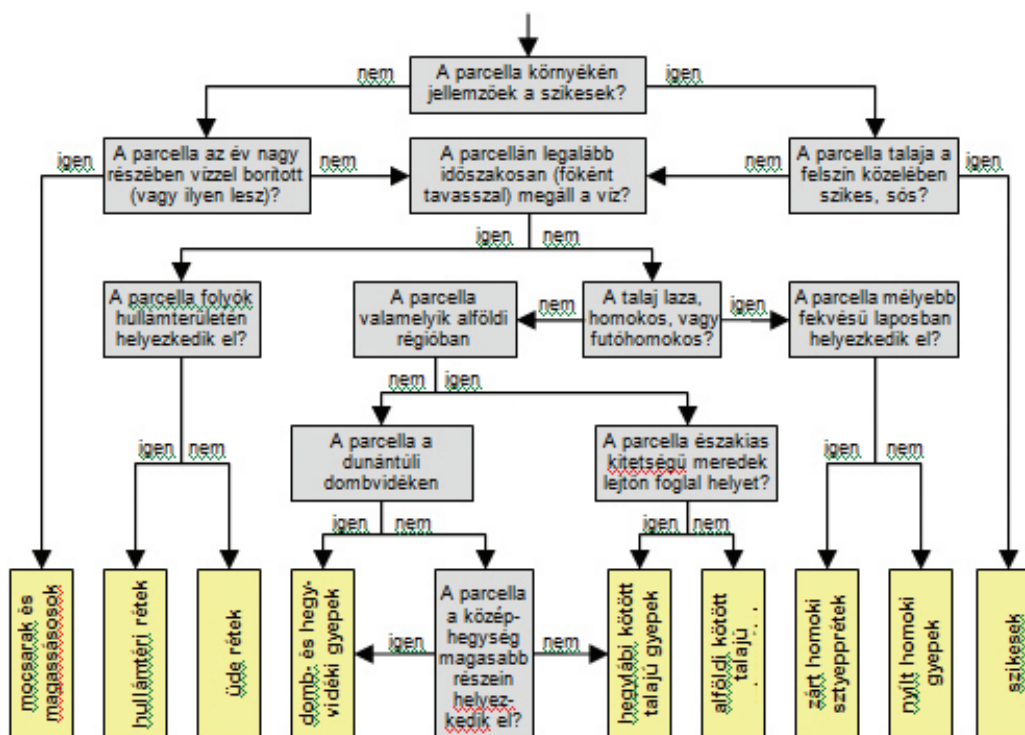 A parcella környékén
jellemzőek a szikesek?
nem
igen
A parcella az év nagy
részében vízzel borított
(vagy ilyen lesz)?
igen
nem
A parcellán legalább
időszakosan (főként
tavasszal) megáll a víz?
nem
A parcella talaja a
felszín közelében
szikes, sós?
igen
igen
nem
A parcella folyók
hullámterületén
helyezkedik el?
A parcella
valamelyik alföldi
régióban
nem
A talaj laza,
homokos, vagy
futóhomokos?
igen
A parcella mélyebb
fekvésű laposban
helyezkedik el?
nem
igen
igen
nem
A parcella a
dunántúli
dombvidéken
A parcella északias
kitetségű meredek
lejtőn foglal helyet?
igen
nem
igen
nem
igen
nem
mocsarak és
magassásosok
hullámtéri rétek
üde rétek
domb- és hegy-
vidéki gyepek
igen
A parcella
a közép-
hegység
magasabb
részein
helyez-
kedik el?
nem
hegylábi kötött
talajú gyepek
alföldi kötött
talajú
zárt homoki
sztyepprétek
nyílt homoki
gyepek
szikesek